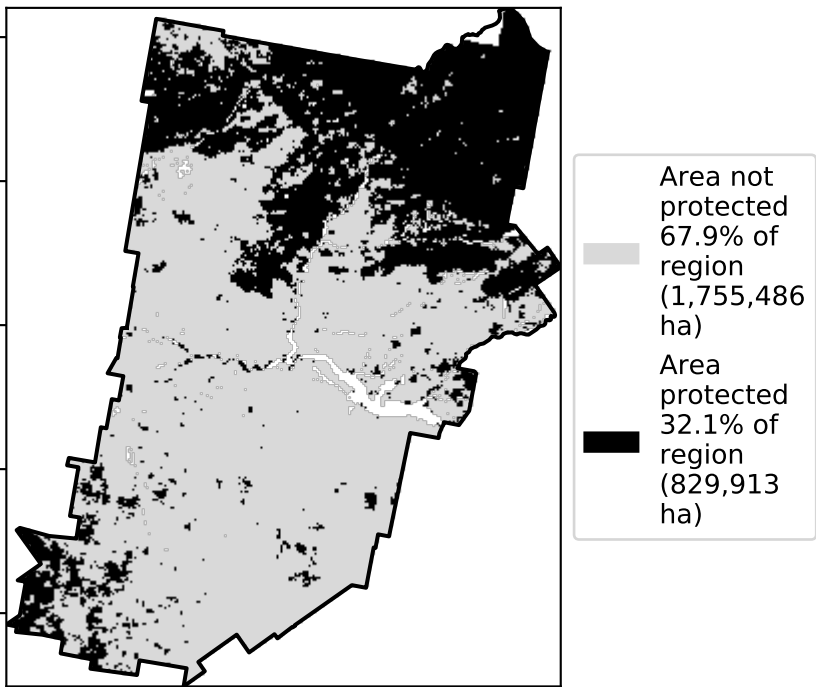 Area not
protected
67.9% of
region
(1,755,486
ha)
Area
protected
32.1% of
region
(829,913
ha)